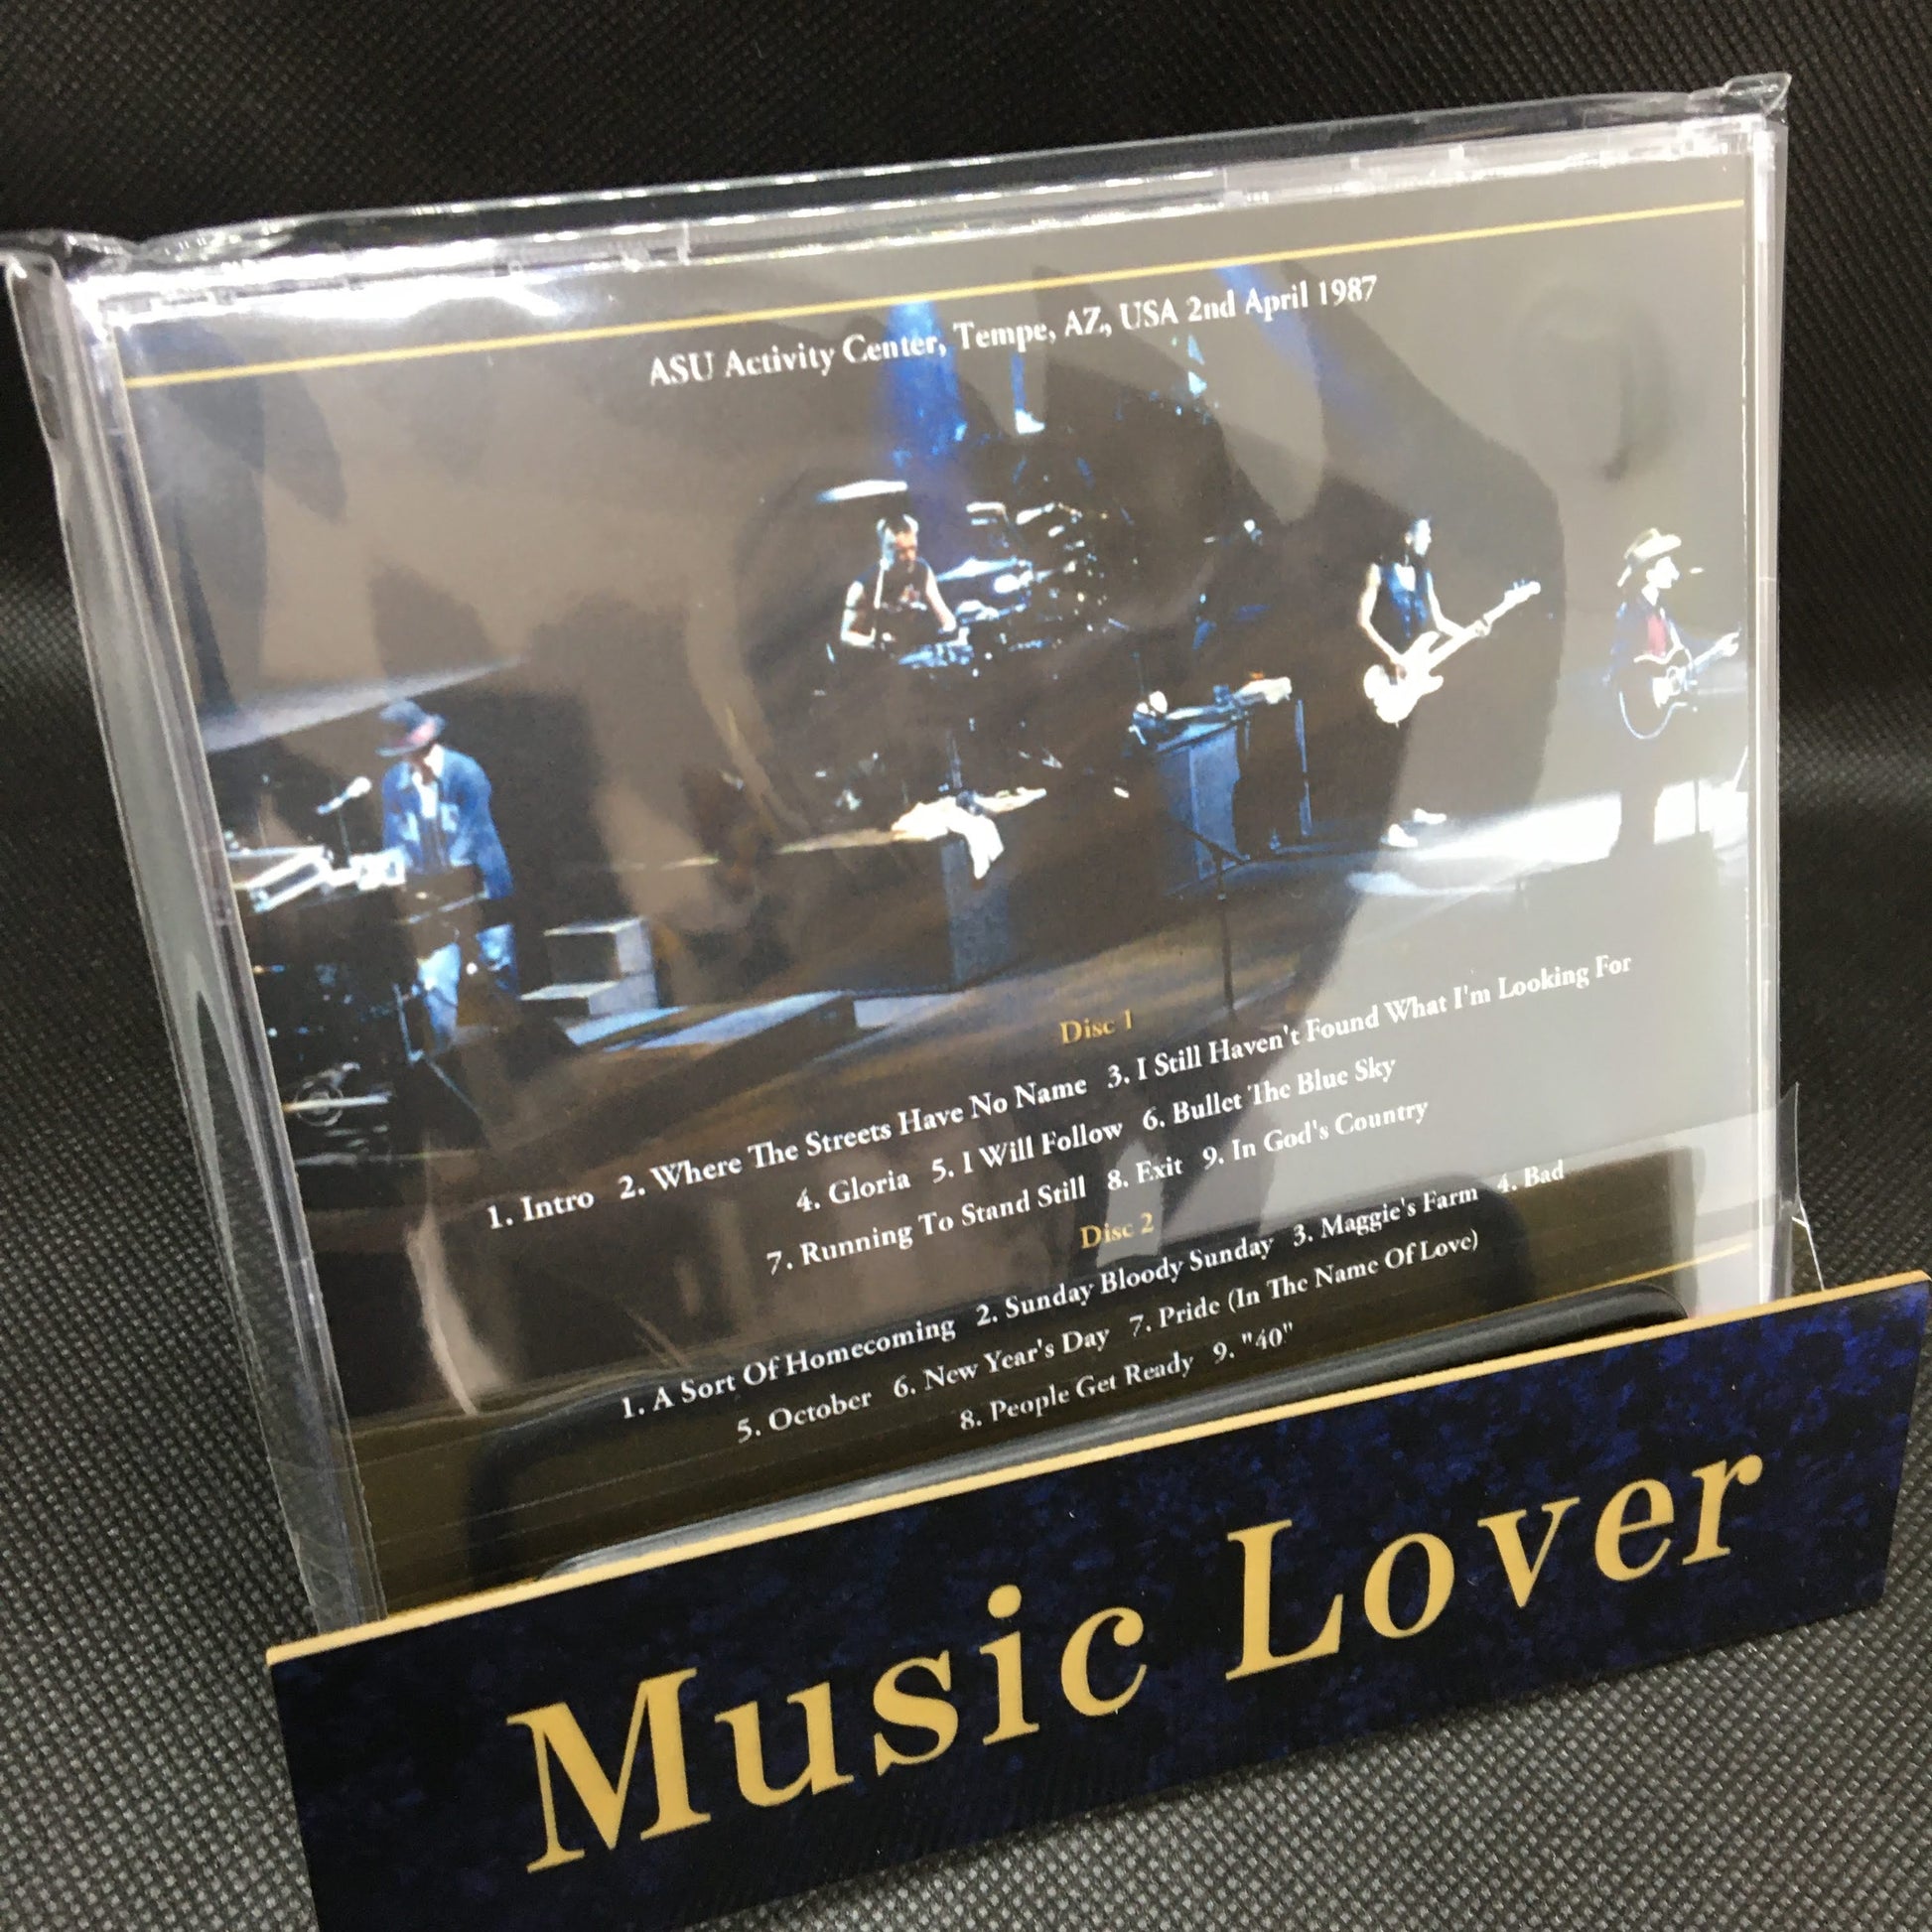 ASU Activity Center, Tempe, AZ, USA 2nd April 1987
Disc 1
1. Intro 2. Where The Streets Have No Name 3. I Still Haven't Found What I'm Looking For
4. Gloria 5. I Will Follow 6. Bullet The Blue Sky
7. Running To Stand Still 8. Exit 9. In God's Country
Disc 2
1. A Sort Of Homecoming 2. Sunday Bloody Sunday 3. Maggie's Farm 4. Bad
5. October 6. New Year's Day 7. Pride (In The Name Of Love)
8. People Get Ready 9. "40"
Music Lover